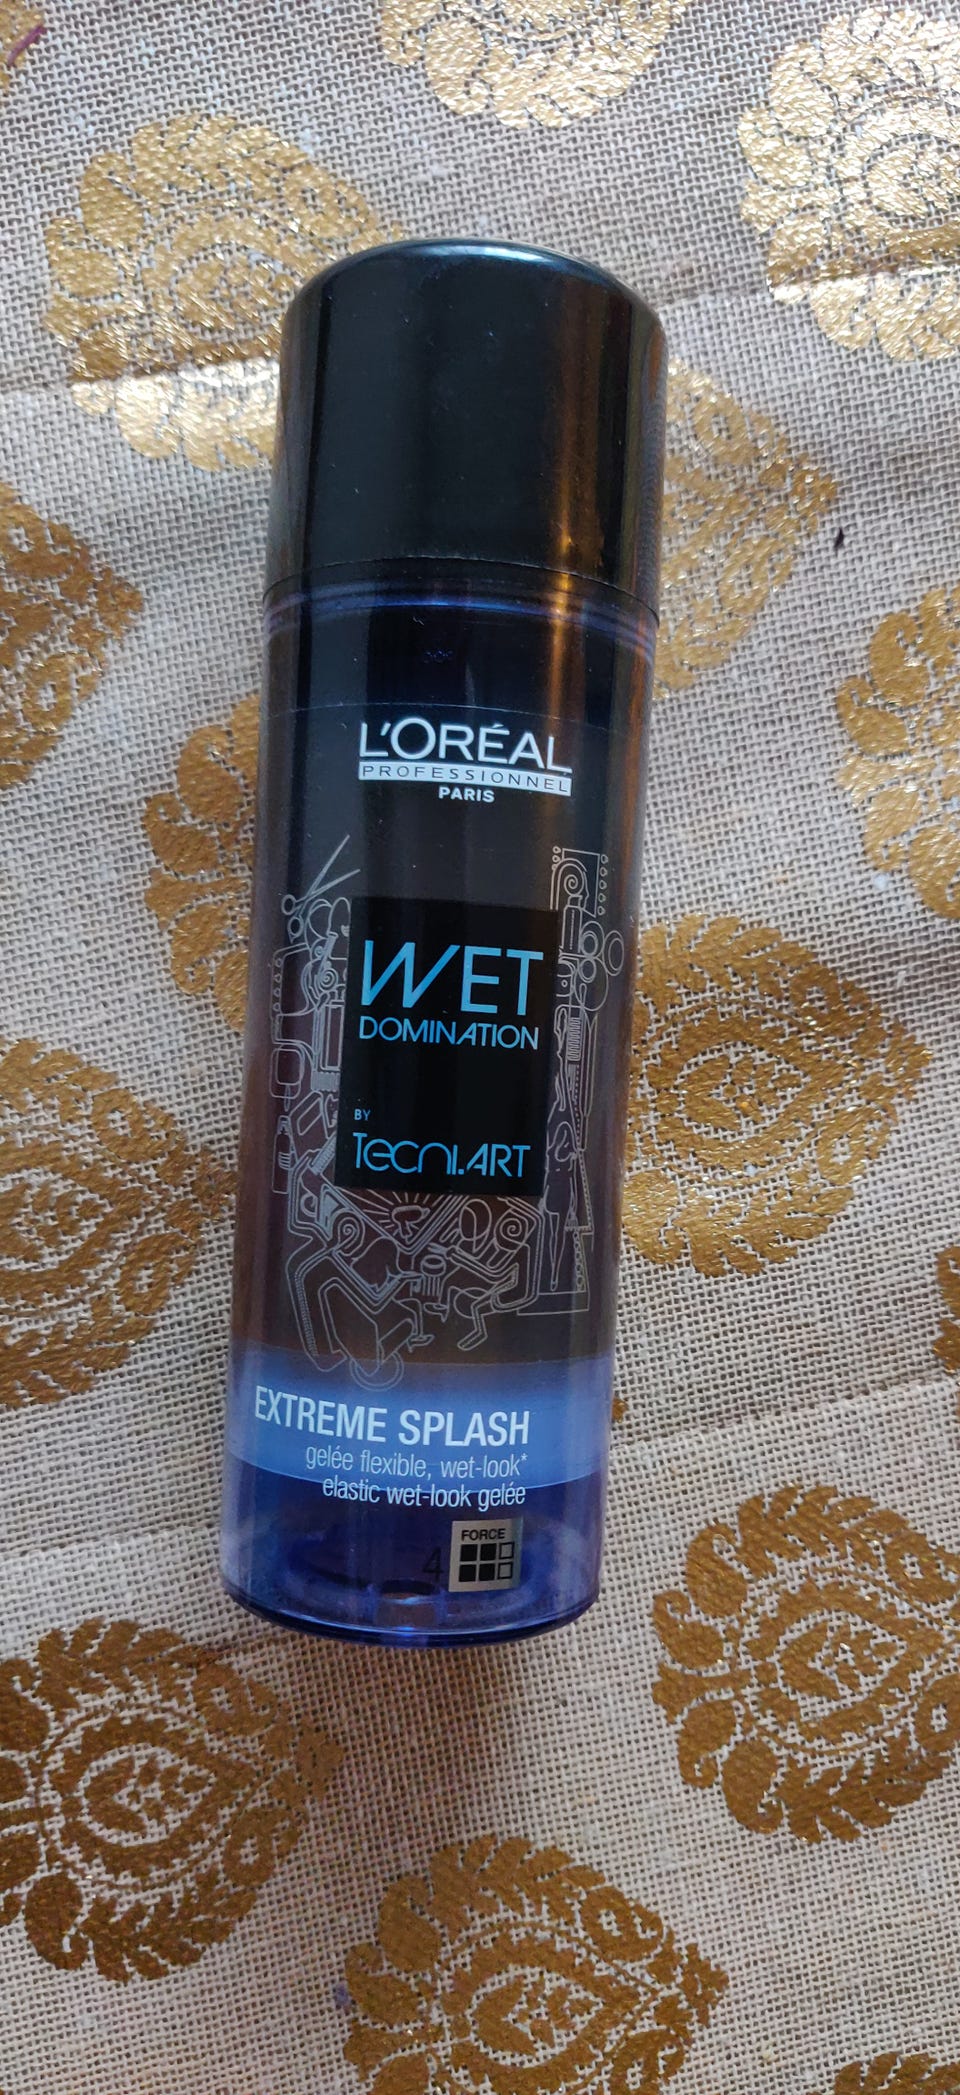 L'ORÉAL
PROFESSIONNEL
PARIS
WET
DOMINATION
BY
Tecni.ART
EXTREME SPLASH
gelée flexible, wet-look*
elastic wet-look gelée
FORCE
4